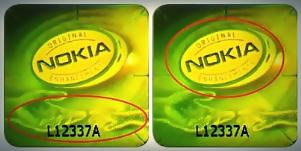 ORIGINAL
NOKIA
ENHANCEMENTS
L12337A
ORIGINAL
NOKIA
ENHANCEMENTS
L12337A